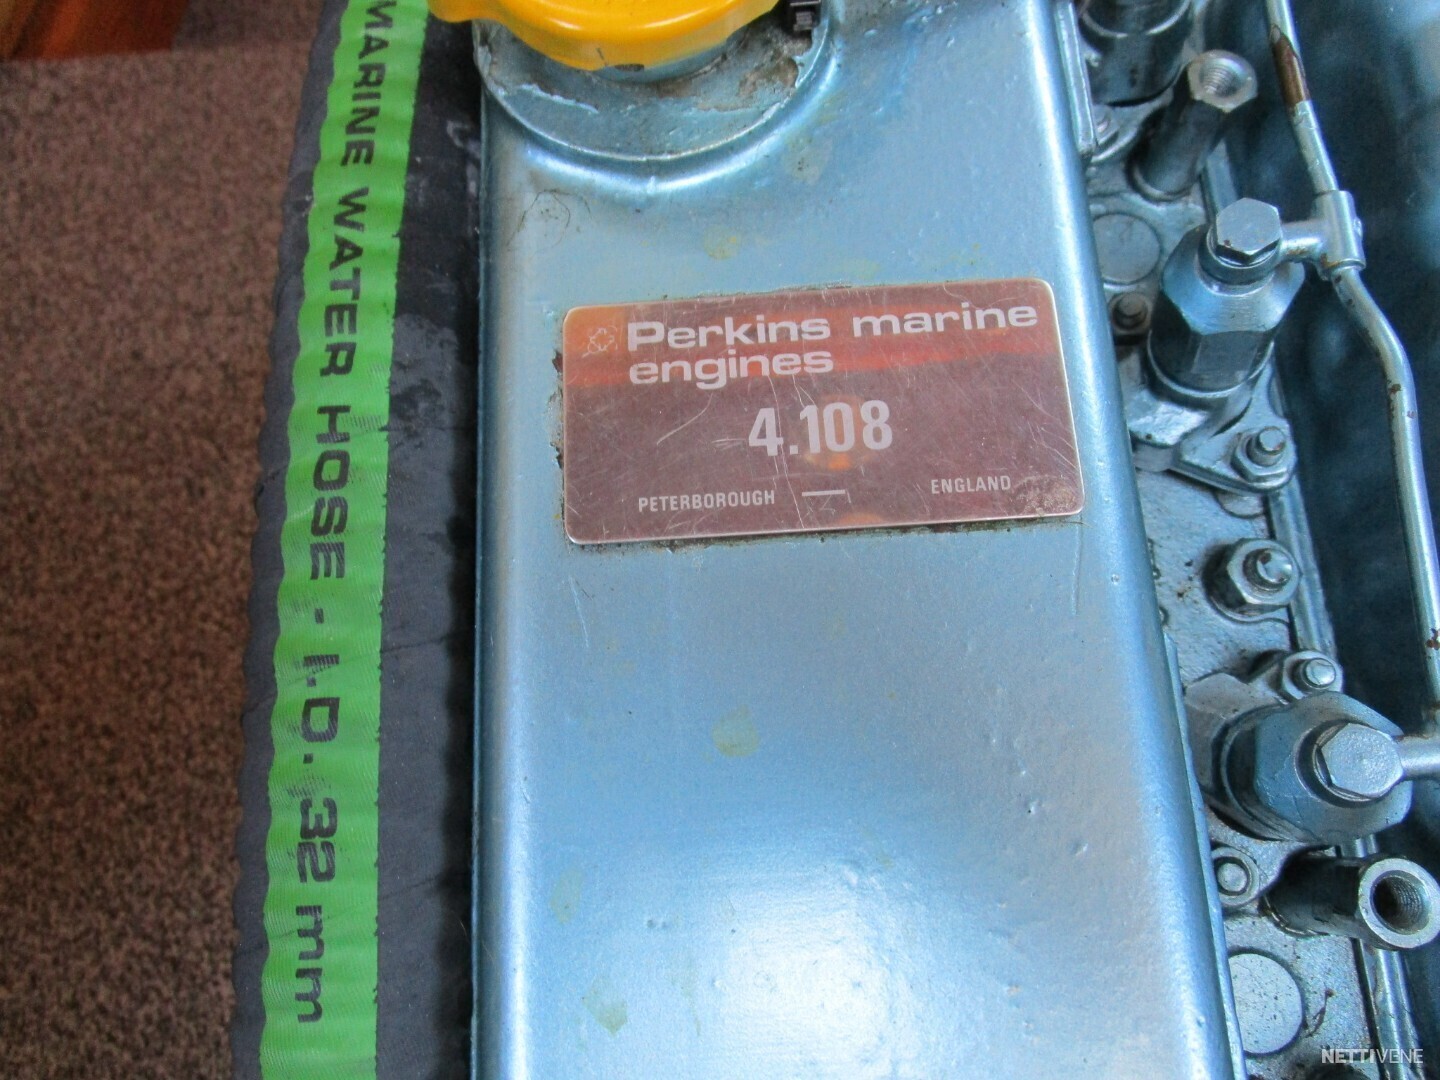 MARINE WATER HOSE - I.D. 32 mm
Perkins marine
engines
4.108
PETERBOROUGH ENGLAND
NETTIVENE